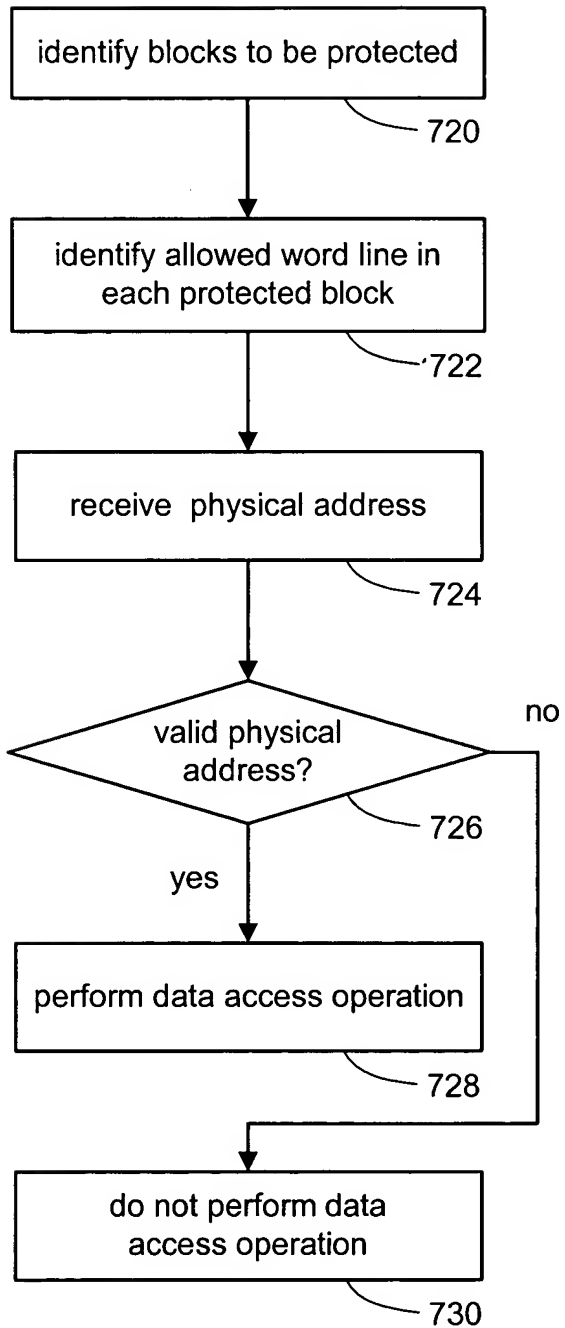 identify blocks to be protected
720
identify allowed word line in
each protected block
722
receive physical address
724
valid physical
address?
726
no
yes
perform data access operation
728
do not perform data
access operation
730